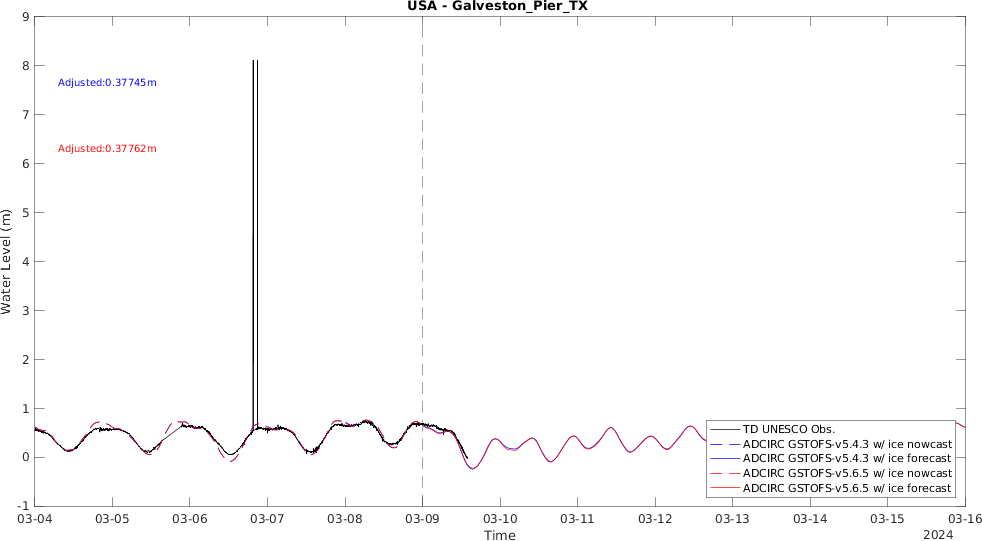 USA - Galveston_Pier_TX
9
8
7
6
5
4
3
2
1
0
-1
Water Level (m)
Adjusted:0.37745m
Adjusted:0.37762m
TD UNESCO Obs.
ADCIRC GSTOFS-v5.4.3 w/ ice nowcast
ADCIRC GSTOFS-v5.4.3 w/ ice forecast
ADCIRC GSTOFS-v5.6.5 w/ ice nowcast
ADCIRC GSTOFS-v5.6.5 w/ ice forecast
03-04 03-05 03-06 03-07 03-08 03-09 03-10 03-11 03-12 03-13 03-14 03-15 03-16
Time
2024